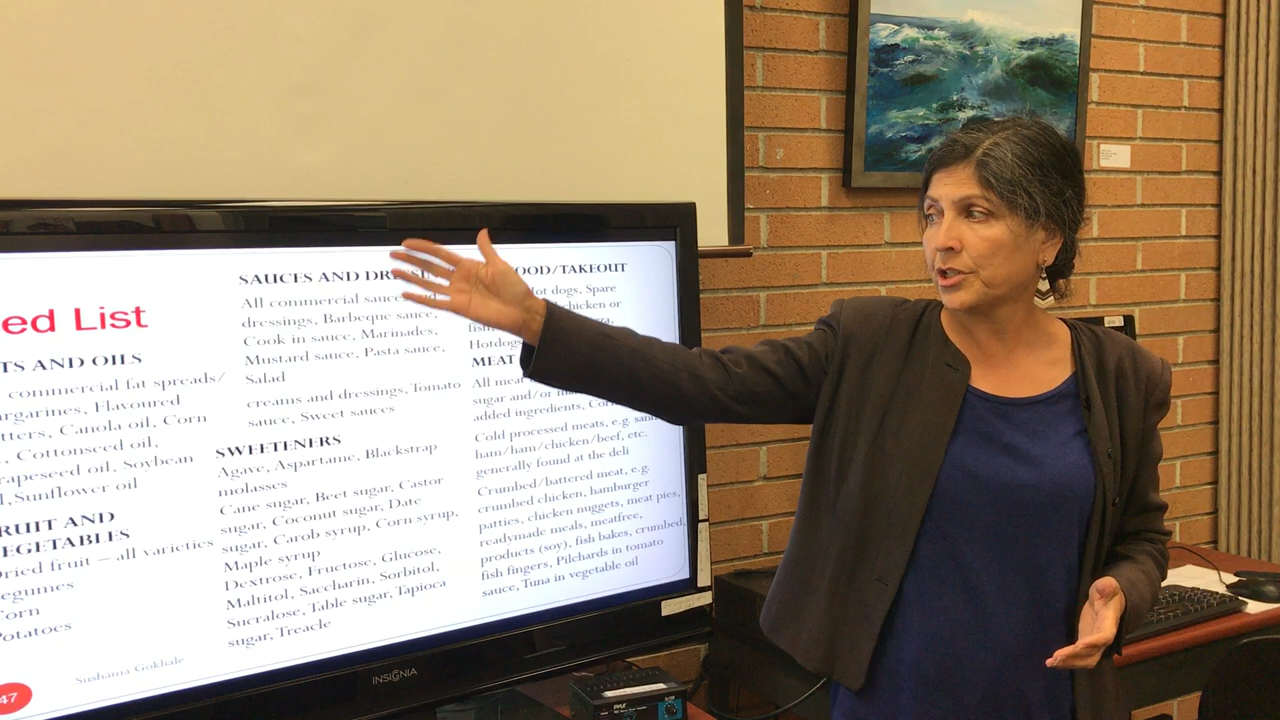 ed List
TS AND OILS
commercial fat spreads/
argarines, Flavoured
tters, Canola oil, Corn
, Cottonseed oil,
rapeseed oil, Soybean
l, Sunflower oil
RUIT AND
EGETABLES
Dried fruit – all varieties
egumes
Corn
Potatoes
Sushama Gokhale
47
SAUCES AND
All commercial sauces
dressings, Barbeque sauce,
Cook in sauce, Marinades,
Mustard sauce, Pasta sauce,
Salad
creams and dressings, Tomato
sauce, Sweet sauces
SWEETENERS
Agave, Aspartame, Blackstrap
molasses
Cane sugar, Beet sugar, Castor
sugar, Coconut sugar, Date
sugar, Carob syrup, Corn syrup,
Maple syrup
Dextrose, Fructose, Glucose,
Maltitol, Saccharin, Sorbitol,
Sucralose, Table sugar, Tapioca
sugar, Treacle
OOD/TAKEOUT
ot dogs, Spare
chicken or
fish
Hotdogs
MEAT
All meat
sugar and/or
added ingredients,
Cold processed meats, e.g.
ham/ham/chicken/beef, etc.
generally found at the deli
Crumbed/battered meat, e.g.
crumbed chicken, hamburger
patties, chicken nuggets, meat pies,
readymade meals, meatfree,
products (soy), fish bakes, crumbed,
fish fingers, Pilchards in tomato
sauce, Tuna in vegetable oil
INSIGNIA
PYLE